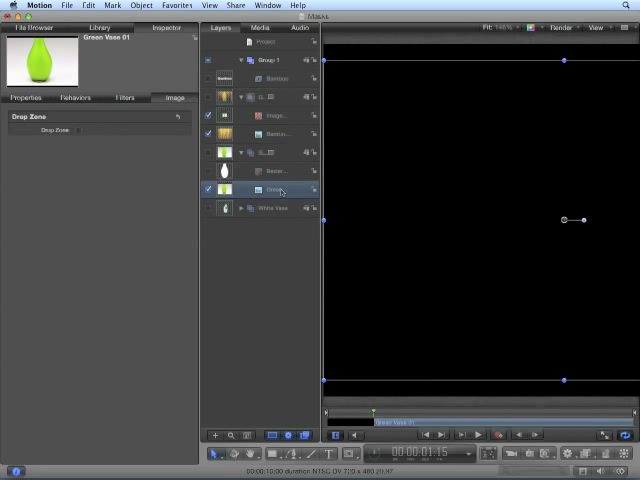 Motion File Edit Mark Object Favorites View Share Window Help
Masks
File Browser Library Inspector
Layers Media Audio
Fit: 146% Render View
Green Vase 01
Project
Group 1
Bamboo
Bamboo
G...
Image...
Bamb...
G...
Bezier...
Green...
White Vase
Properties Behaviors Filters Image
Drop Zone
Drop Zone
Green Vase 01
00:00:01:15
00:00:10:00 duration NTSC DV 720 x 480 29.97